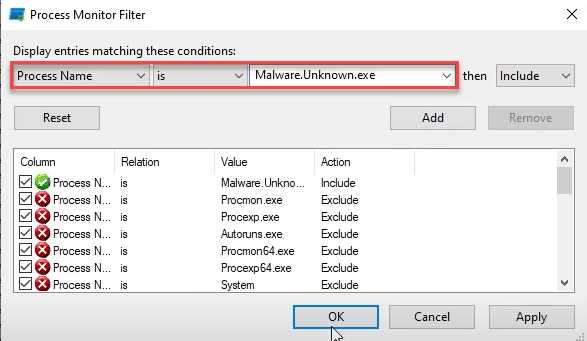 Process Monitor Filter
Display entries matching these conditions:
Process Name is Malware.Unknown.exe then Include
Reset Add Remove
Column Relation Value Action
Process N... is Malware.Unkno... Include
Process N... is Procmon.exe Exclude
Process N... is Procexp.exe Exclude
Process N... is Autoruns.exe Exclude
Process N... is Procmon64.exe Exclude
Process N... is Procexp64.exe Exclude
Process N... is System Exclude
OK Cancel Apply